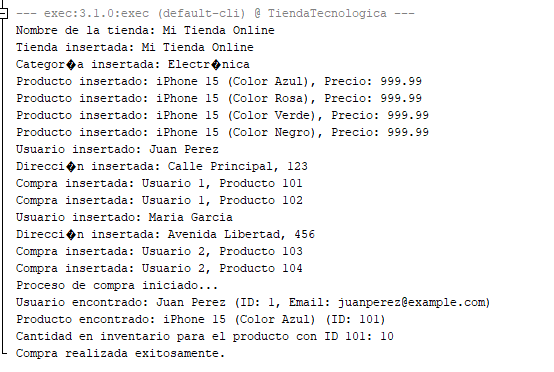 --- exec:3.1.0:exec (default-cli) @ TiendaTecnologica ---
Nombre de la tienda: Mi Tienda Online
Tienda insertada: Mi Tienda Online
Categor�a insertada: Electr�nica
Producto insertado: iPhone 15 (Color Azul), Precio: 999.99
Producto insertado: iPhone 15 (Color Rosa), Precio: 999.99
Producto insertado: iPhone 15 (Color Verde), Precio: 999.99
Producto insertado: iPhone 15 (Color Negro), Precio: 999.99
Usuario insertado: Juan Perez
Direcci�n insertada: Calle Principal, 123
Compra insertada: Usuario 1, Producto 101
Compra insertada: Usuario 1, Producto 102
Usuario insertado: Maria Garcia
Direcci�n insertada: Avenida Libertad, 456
Compra insertada: Usuario 2, Producto 103
Compra insertada: Usuario 2, Producto 104
Proceso de compra iniciado...
Usuario encontrado: Juan Perez (ID: 1, Email: juanperez@example.com)
Producto encontrado: iPhone 15 (Color Azul) (ID: 101)
Cantidad en inventario para el producto con ID 101: 10
Compra realizada exitosamente.